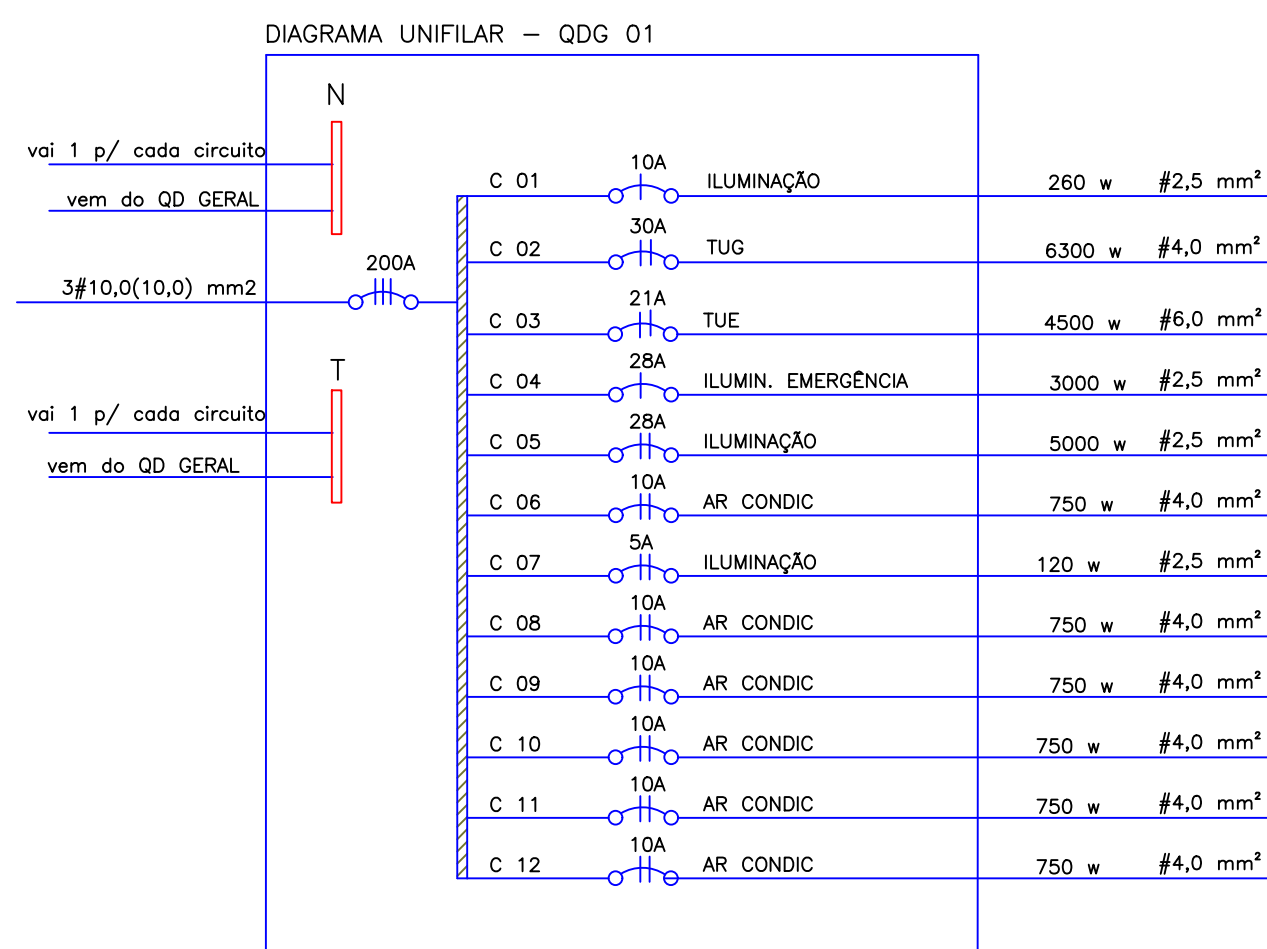 DIAGRAMA UNIFILAR – QDG 01
N
vai 1 p/ cada circuito
vem do QD GERAL
3#10,0(10,0) mm2
200A
T
vai 1 p/ cada circuito
vem do QD GERAL
C 01 10A ILUMINAÇÃO 260 w #2,5 mm²
C 02 30A TUG 6300 w #4,0 mm²
C 03 21A TUE 4500 w #6,0 mm²
C 04 28A ILUMIN. EMERGÊNCIA 3000 w #2,5 mm²
C 05 28A ILUMINAÇÃO 5000 w #2,5 mm²
C 06 10A AR CONDIC 750 w #4,0 mm²
C 07 5A ILUMINAÇÃO 120 w #2,5 mm²
C 08 10A AR CONDIC 750 w #4,0 mm²
C 09 10A AR CONDIC 750 w #4,0 mm²
C 10 10A AR CONDIC 750 w #4,0 mm²
C 11 10A AR CONDIC 750 w #4,0 mm²
C 12 10A AR CONDIC 750 w #4,0 mm²